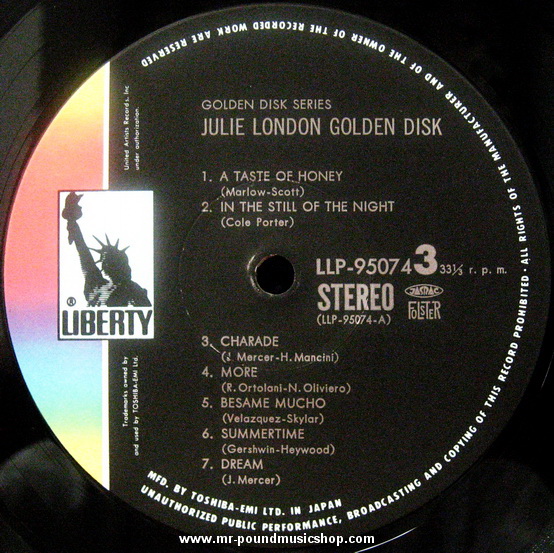 GOLDEN DISK SERIES
JULIE LONDON GOLDEN DISK
1. A TASTE OF HONEY
(Marlow-Scott)
2. IN THE STILL OF THE NIGHT
(Cole Porter)
LLP-95074 3 33⅓ r. p. m.
STEREO
(LLP-95074-A)
JASRAC
FOLSTER
® LIBERTY
3. CHARADE
(J. Mercer-H. Mancini)
4. MORE
(R. Ortolani-N. Oliviero)
5. BESAME MUCHO
(Velazquez-Skylar)
6. SUMMERTIME
(Gershwin-Heywood)
7. DREAM
(J. Mercer)
United Artists Records, Inc
under authorization.
Trademarks owned by
and used by TOSHIBA-EMI Ltd.
MFD. BY TOSHIBA-EMI LTD. IN JAPAN
UNAUTHORIZED PUBLIC PERFORMANCE, BROADCASTING AND COPYING OF THIS RECORD PROHIBITED · ALL RIGHTS OF THE MANUFACTURER AND OF THE OWNER OF THE RECORDED WORK ARE RESERVED
www.mr-poundmusicshop.com